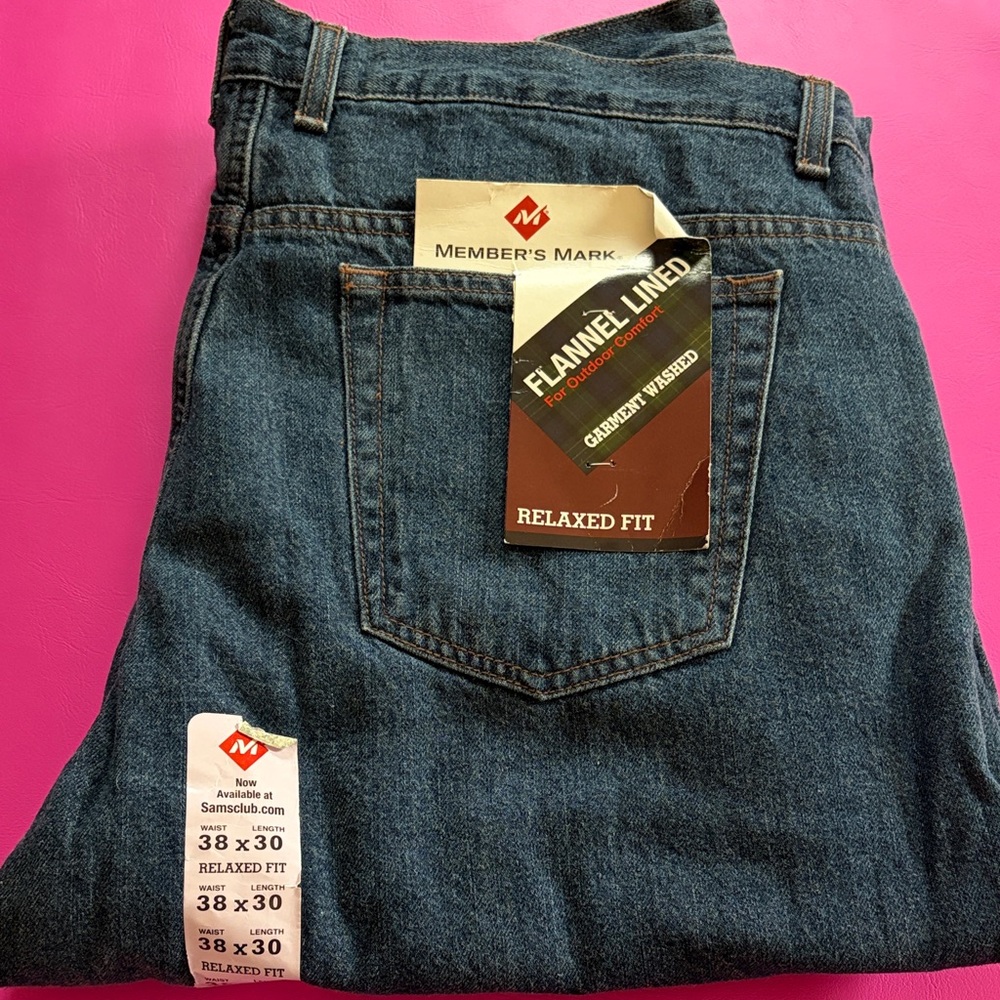 M
MEMBER'S MARK
FLANNEL LINED
For Outdoor Comfort
GARMENT WASHED
RELAXED FIT
M
Now
Available at
Samsclub.com
WAIST LENGTH
38 x 30
RELAXED FIT
WAIST LENGTH
38 x 30
WAIST LENGTH
38 x 30
RELAXED FIT